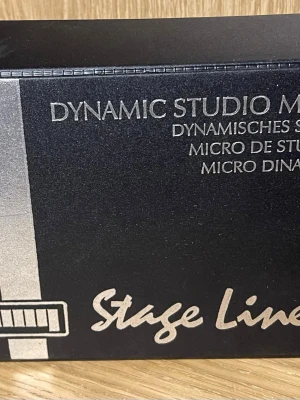 DYNAMIC STUDIO M
DYNAMISCHES S
MICRO DE STU
MICRO DINA
Stage Line